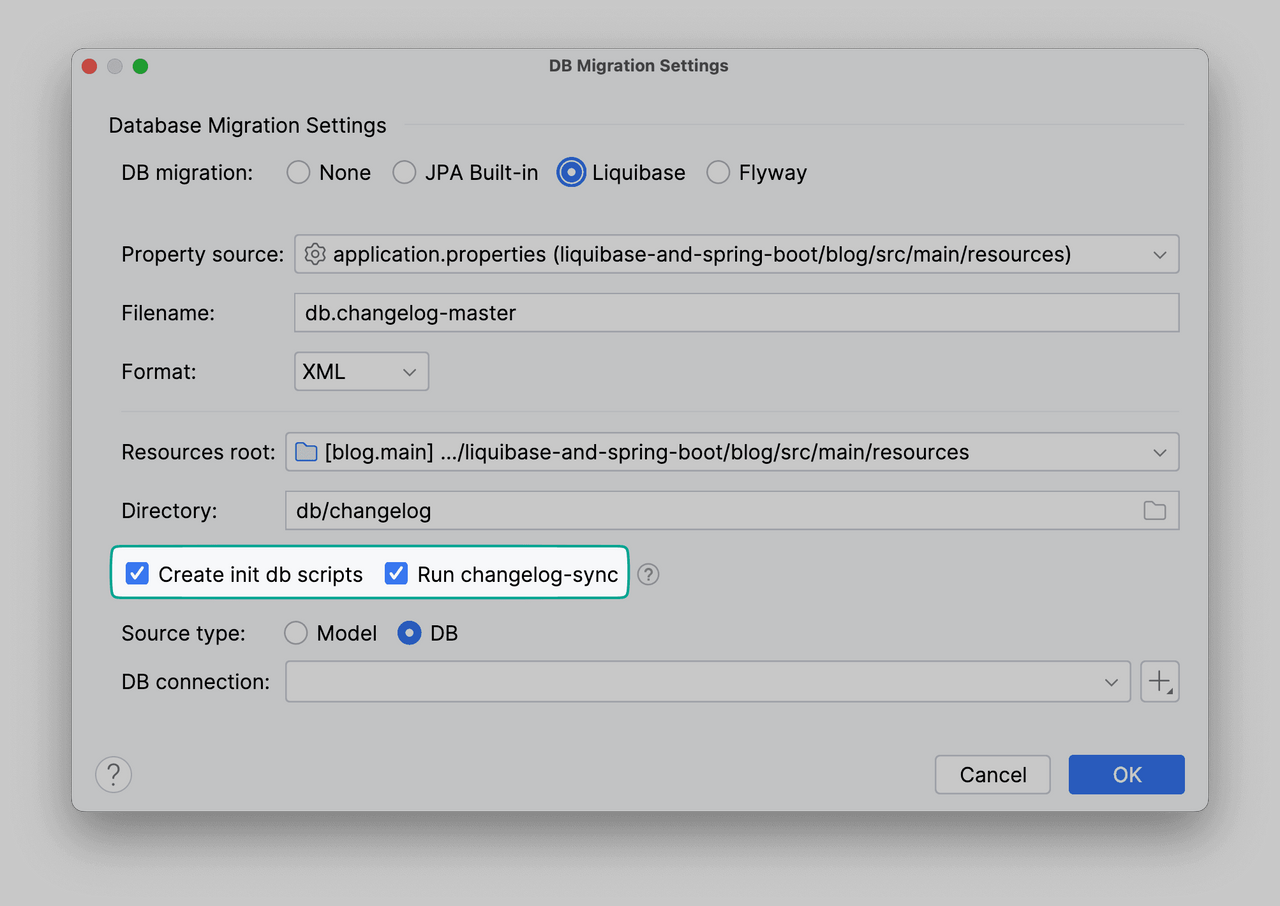 DB Migration Settings
Database Migration Settings
DB migration: None JPA Built-in Liquibase Flyway
Property source: application.properties (liquibase-and-spring-boot/blog/src/main/resources)
Filename: db.changelog-master
Format: XML
Resources root: [blog.main] .../liquibase-and-spring-boot/blog/src/main/resources
Directory: db/changelog
Create init db scripts Run changelog-sync ?
Source type: Model DB
DB connection:
? Cancel OK